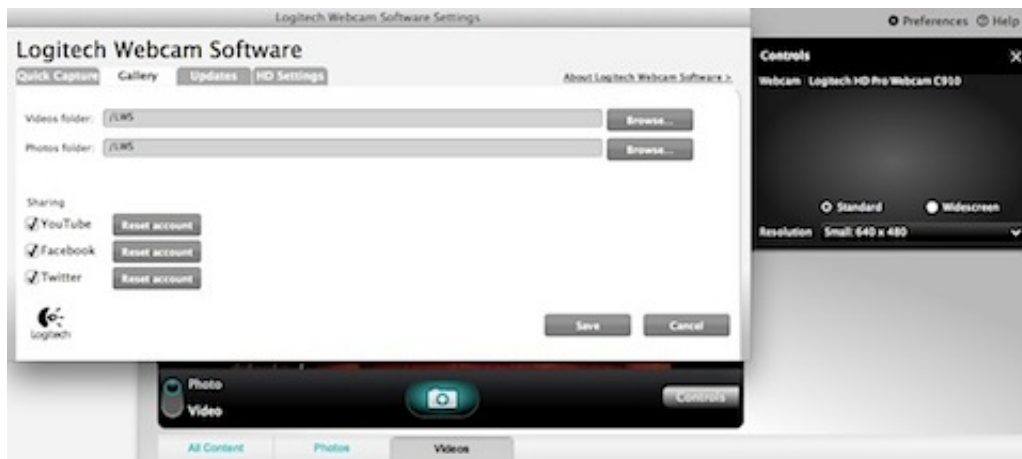 Logitech Webcam Software Settings
Preferences Help
Logitech Webcam Software
Quick Capture Gallery Updates HD Settings
About Logitech Webcam Software >
Videos folder: /LWS Browse...
Photos folder: /LWS Browse...
Sharing
YouTube Reset account
Facebook Reset account
Twitter Reset account
Logitech
Save Cancel
Controls X
Webcam Logitech HD Pro Webcam C910
Standard Widescreen
Resolution Small: 640 x 480
Photo
Video
Controls
All Content Photos Videos